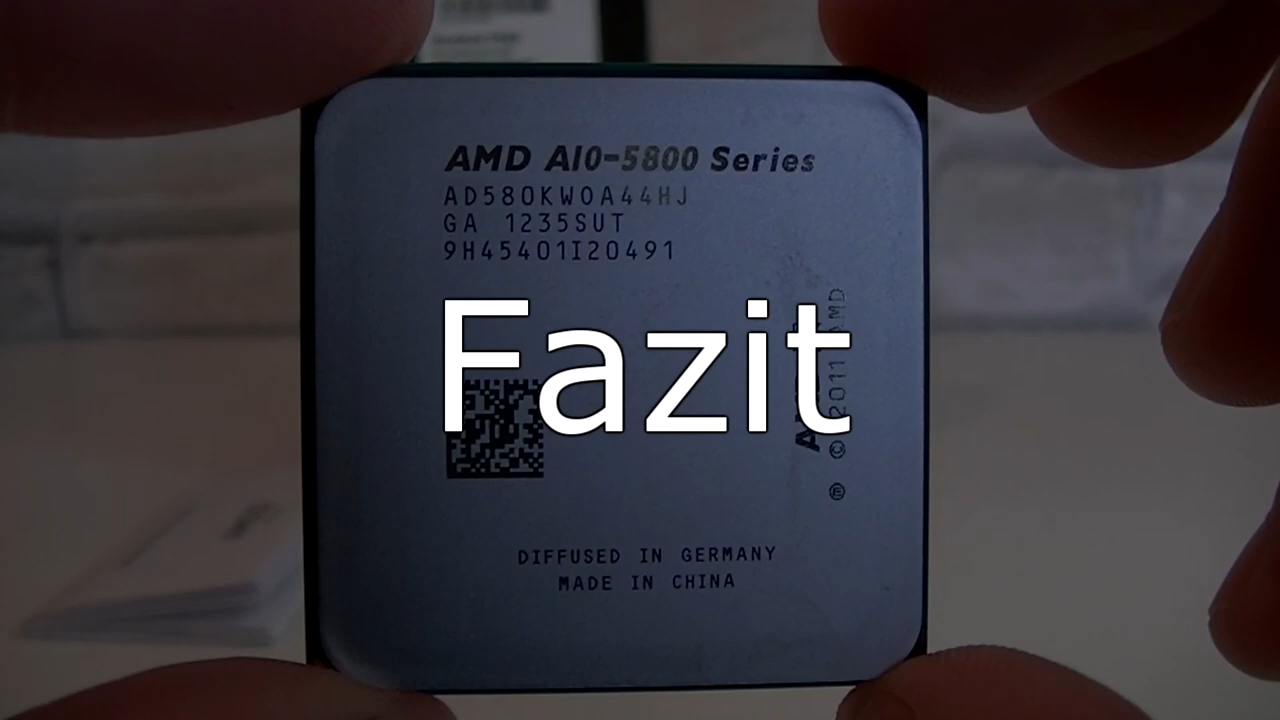 AMD A10-5800 Series
AD580KWOA44HJ
GA 1235SUT
9H45401I20491
Fazit
© 2011 AMD
DIFFUSED IN GERMANY
MADE IN CHINA